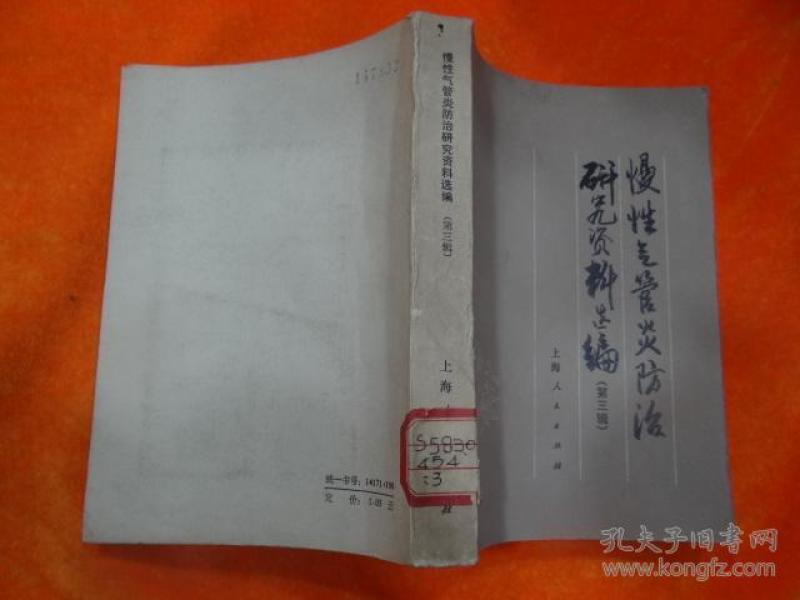 慢性气管炎防治
研究资料选编
(第三辑)
上海人民出版社
慢性气管炎防治研究资料选编
(第三辑)
上海
S5830
454
:3
统一书号:
定价:
孔夫子旧书网
www.kongfz.com